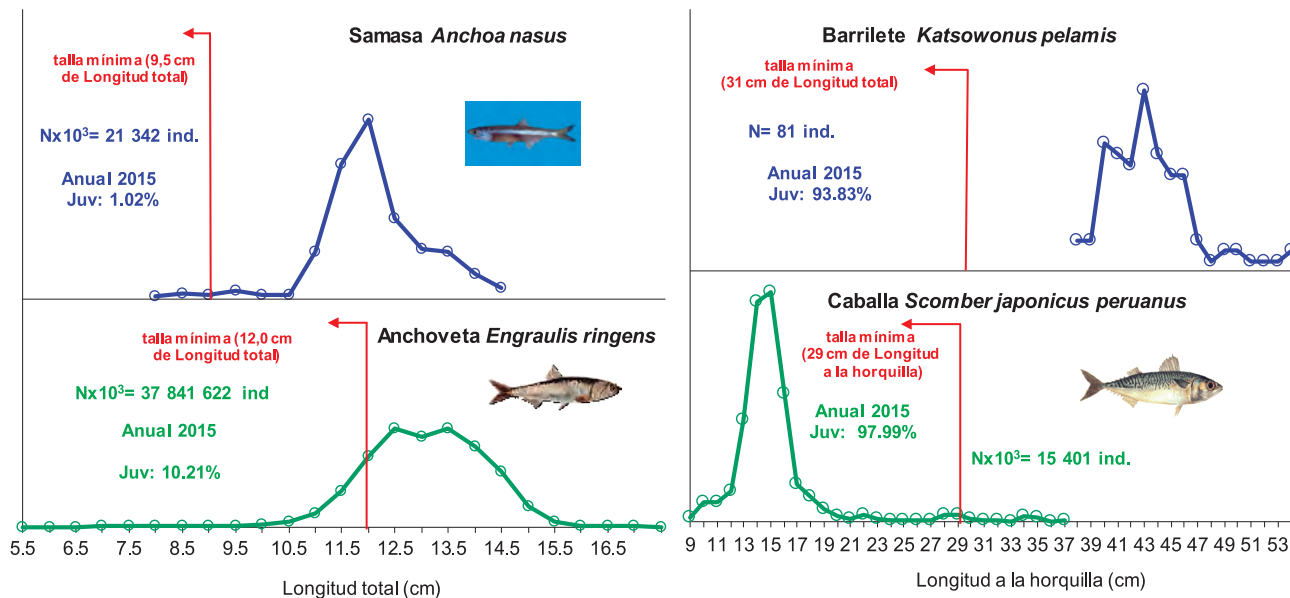 Samasa Anchoa nasus
talla mínima (9,5 cm
de Longitud total)
Nx10³= 21 342 ind.
Anual 2015
Juv: 1.02%
Anchoveta Engraulis ringens
talla mínima (12,0 cm
de Longitud total)
Nx10³= 37 841 622 ind
Anual 2015
Juv: 10.21%
5.5 6.5 7.5 8.5 9.5 10.5 11.5 12.5 13.5 14.5 15.5 16.5
Longitud total (cm)
Barrilete Katsowonus pelamis
talla mínima
(31 cm de Longitud total)
N= 81 ind.
Anual 2015
Juv: 93.83%
Caballa Scomber japonicus peruanus
talla mínima
(29 cm de Longitud
a la horquilla)
Anual 2015
Juv: 97.99%
Nx10³= 15 401 ind.
9 11 13 15 17 19 21 23 25 27 29 31 33 35 37 39 41 43 45 47 49 51 53
Longitud a la horquilla (cm)